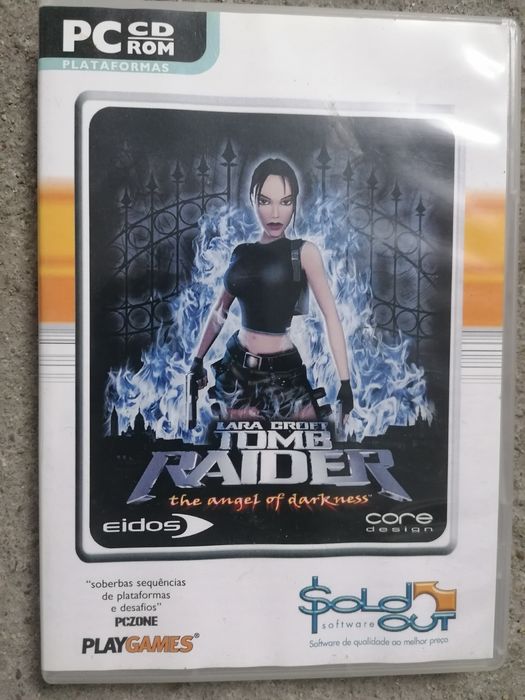 PC CD
ROM
PLATAFORMAS
LARA CROFT
TOMB
RAIDER
the angel of darkness™
eidos
core
design
"soberbas sequências
de plataformas
e desafios"
PCZONE
PLAYGAMES®
Sold
software OUT
Software de qualidade ao melhor preço